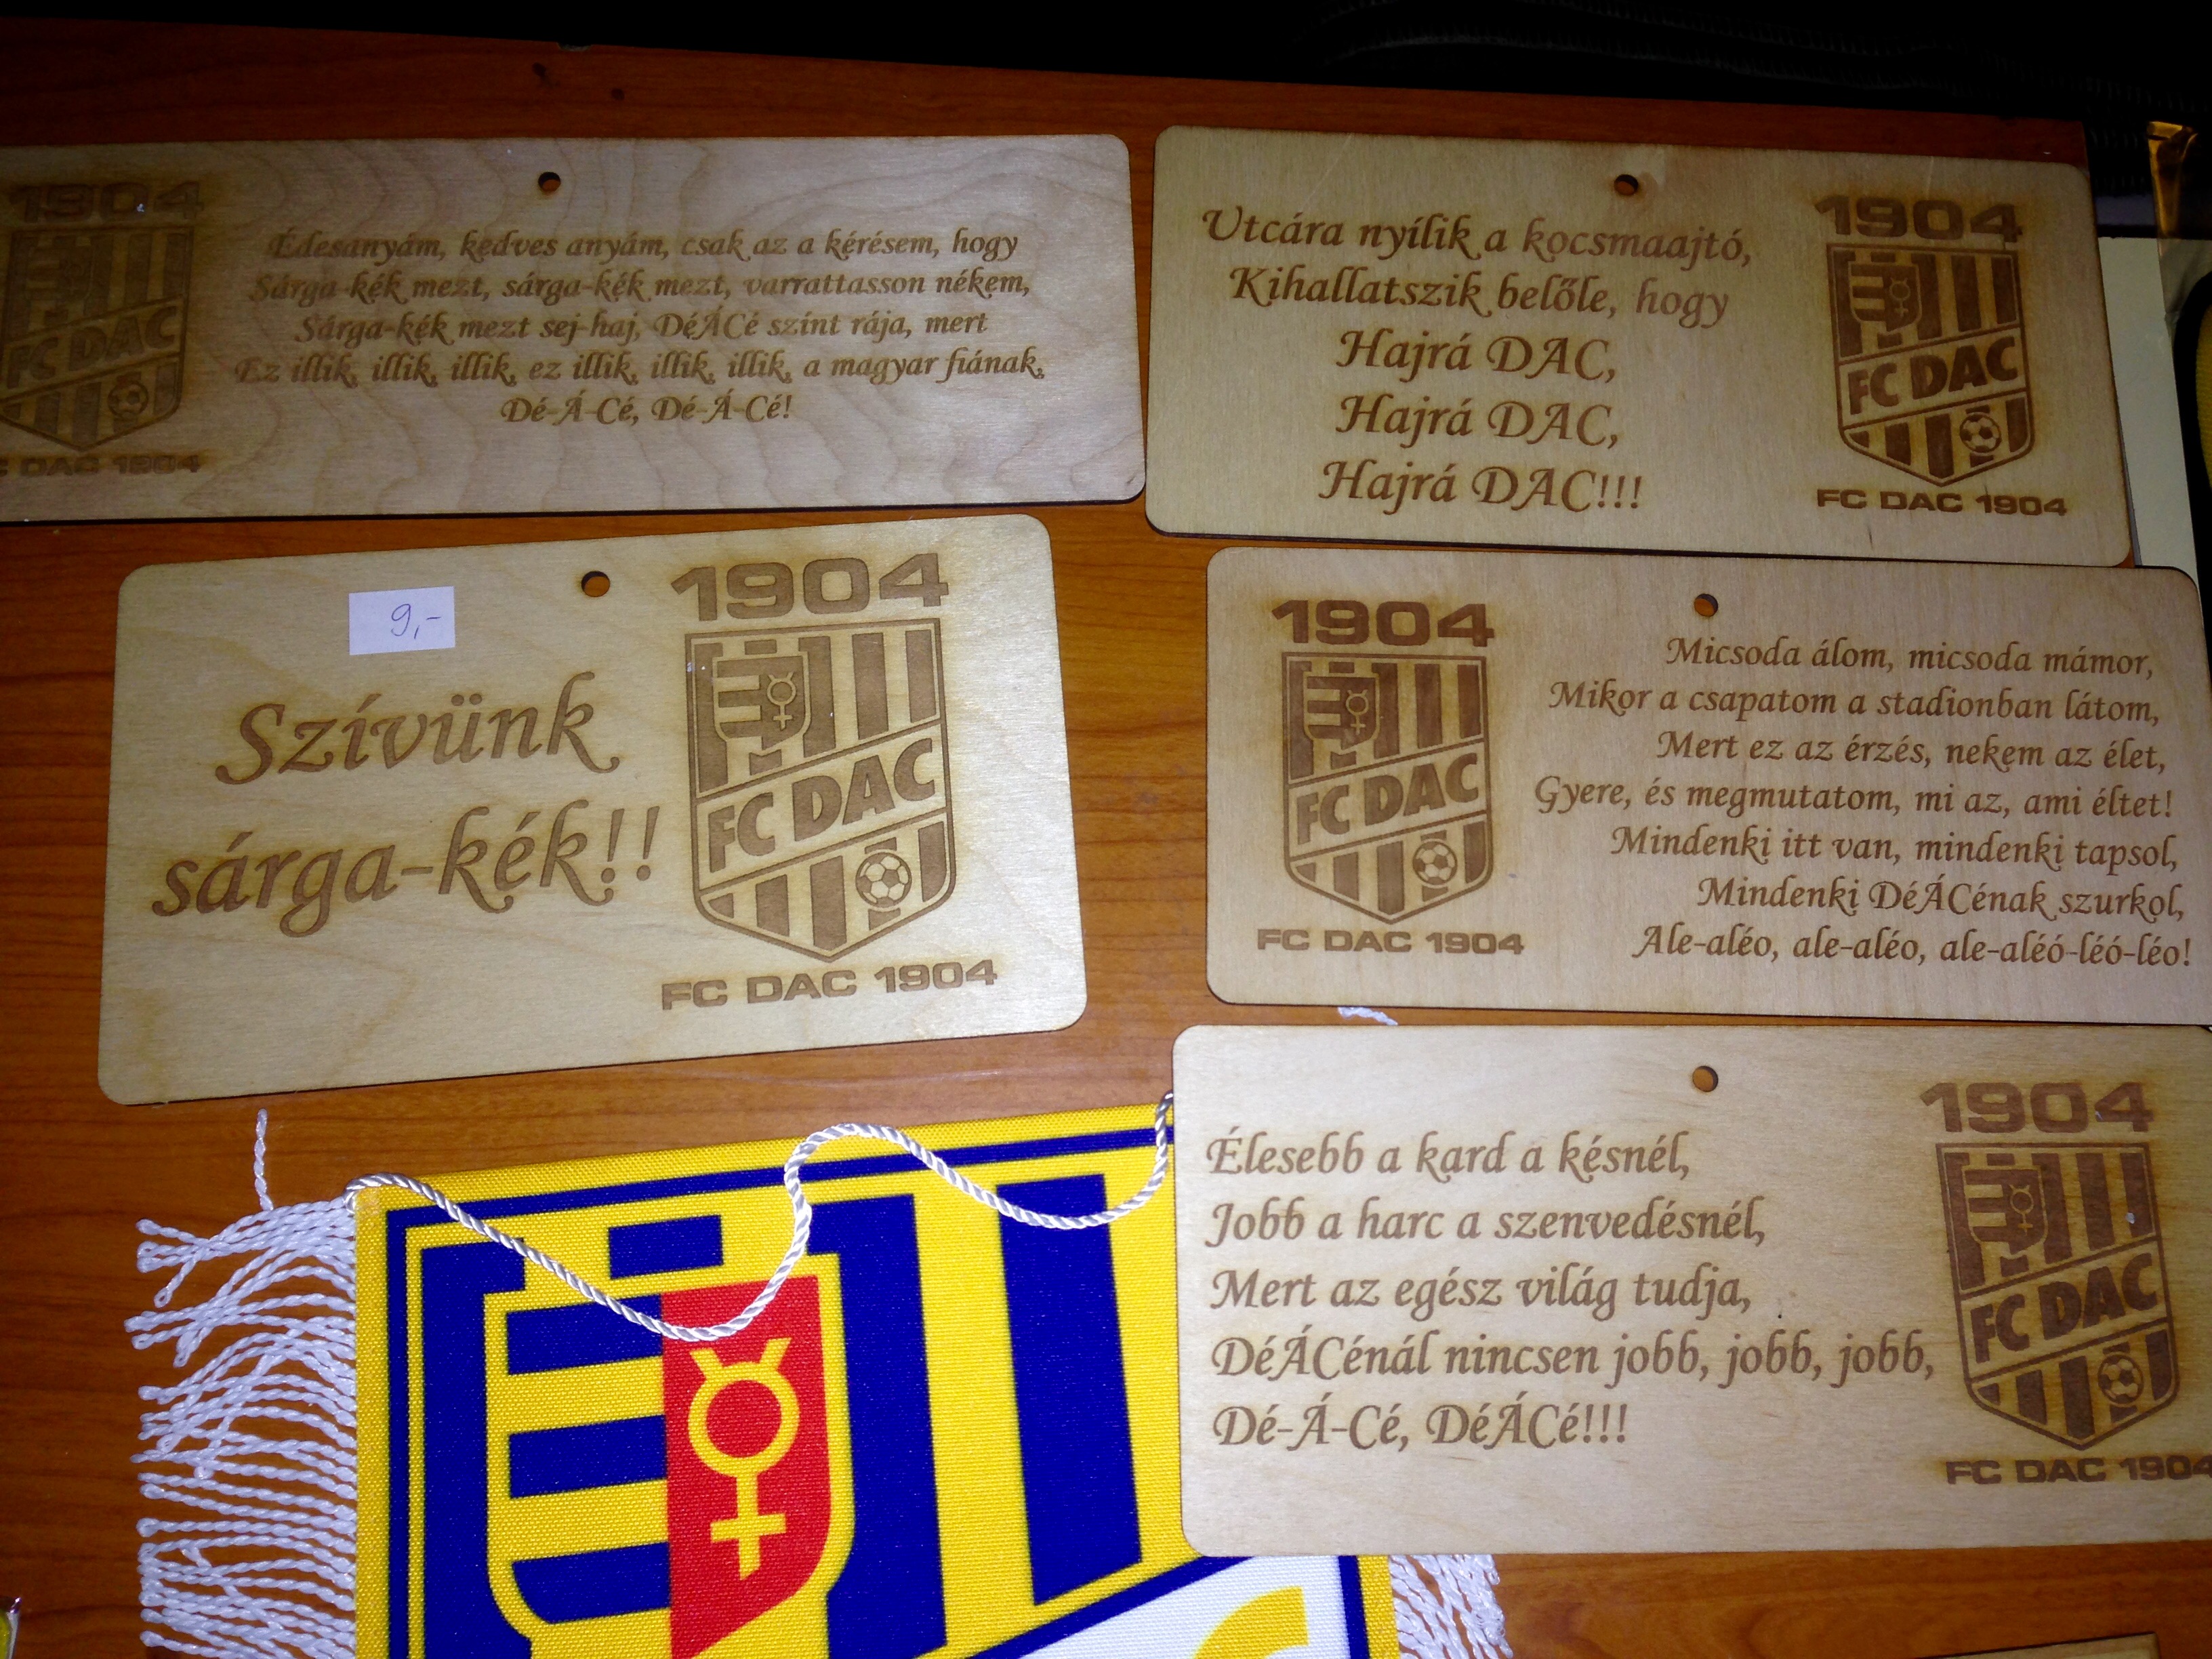 1904
FC DAC
C DAC 1904
Édesanyám, kedves anyám, csak az a kérésem, hogy
Sárga-kék mezt, sárga-kék mezt, varrattasson nékem,
Sárga-kék mezt sej-haj, DéÁCé színt rája, mert
Ez illik, illik, illik, ez illik, illik, illik, a magyar fiának,
Dé-Á-Cé, Dé-Á-Cé!
Utcára nyílik a kocsmaajtó,
Kihallatszik belőle, hogy
Hajrá DAC,
Hajrá DAC,
Hajrá DAC!!!
1904
FC DAC
FC DAC 1904
9,-
Szívünk
sárga-kék!!
1904
FC DAC
FC DAC 1904
1904
FC DAC
FC DAC 1904
Micsoda álom, micsoda mámor,
Mikor a csapatom a stadionban látom,
Mert ez az érzés, nekem az élet,
Gyere, és megmutatom, mi az, ami éltet!
Mindenki itt van, mindenki tapsol,
Mindenki DéÁCénak szurkol,
Ale-aléo, ale-aléo, ale-aléó-léó-léo!
Élesebb a kard a késnél,
Jobb a harc a szenvedésnél,
Mert az egész világ tudja,
DéÁCénál nincsen jobb, jobb, jobb,
Dé-Á-Cé, DéÁCé!!!
1904
FC DAC
FC DAC 1904